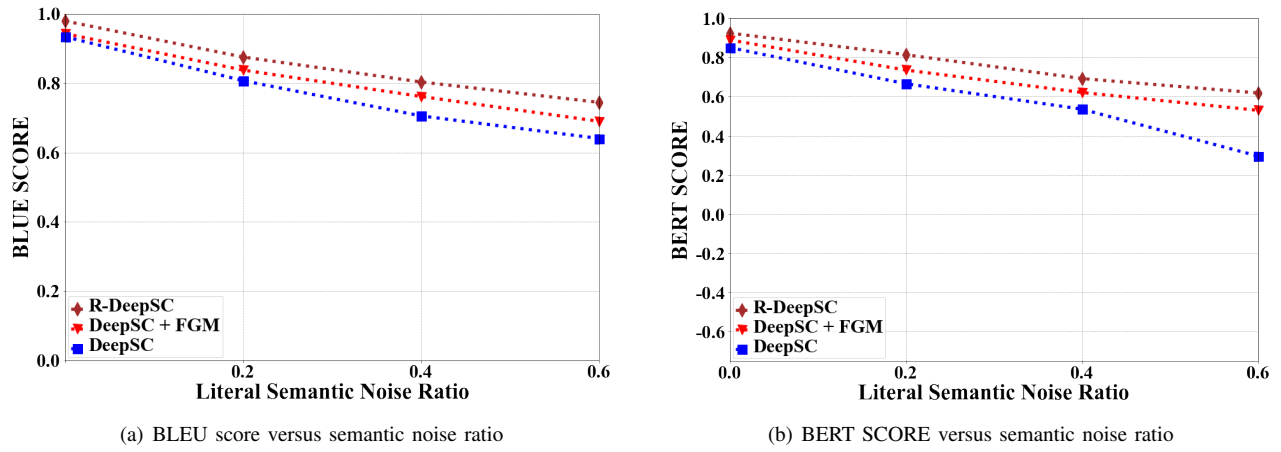 1.0
0.8
0.6
0.4
0.2
0.0
BLUE SCORE
R-DeepSC
DeepSC + FGM
DeepSC
0.2
0.4
0.6
Literal Semantic Noise Ratio
(a) BLEU score versus semantic noise ratio
1.0
0.8
0.6
0.4
0.2
0.0
-0.2
-0.4
-0.6
BERT SCORE
R-DeepSC
DeepSC + FGM
DeepSC
0.0
0.2
0.4
0.6
Literal Semantic Noise Ratio
(b) BERT SCORE versus semantic noise ratio